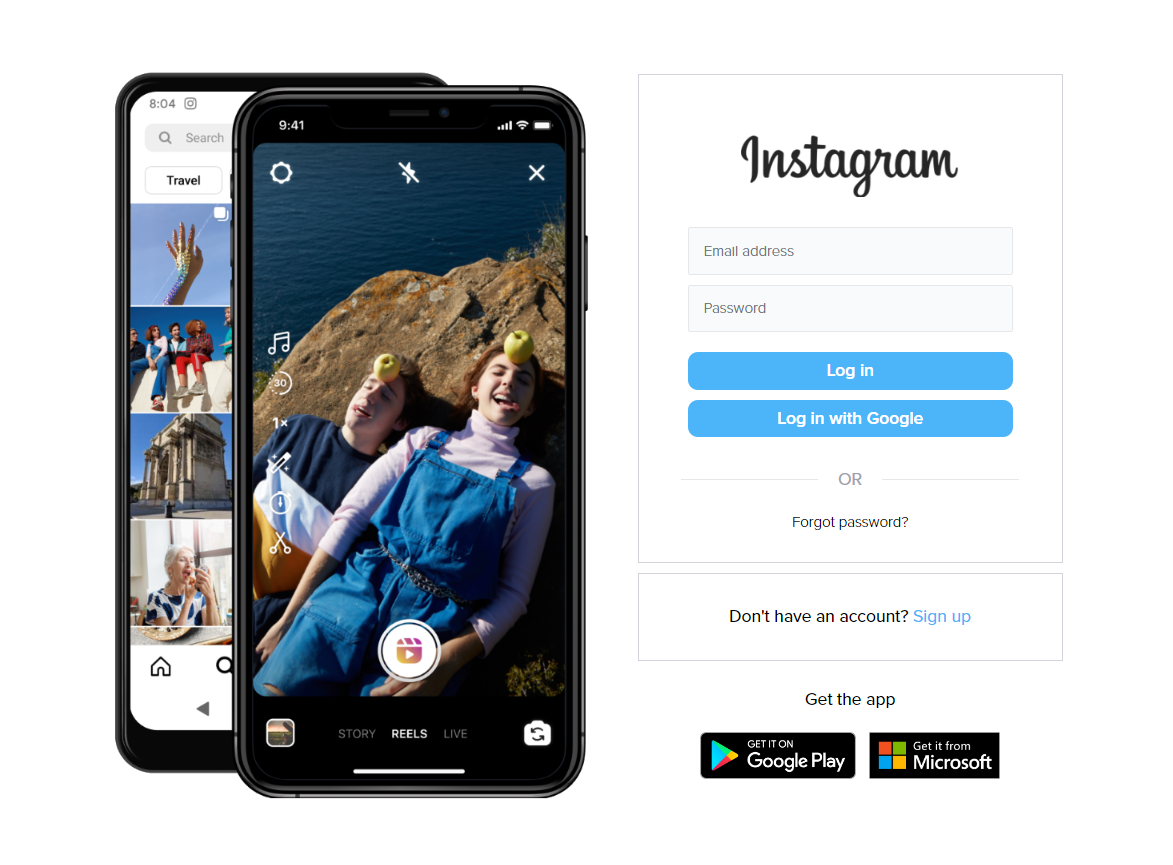 8:04
Search
Travel
9:41
30
1×
STORY REELS LIVE
Instagram
Email address
Password
Log in
Log in with Google
OR
Forgot password?
Don't have an account? Sign up
Get the app
GET IT ON
Google Play
Get it from
Microsoft